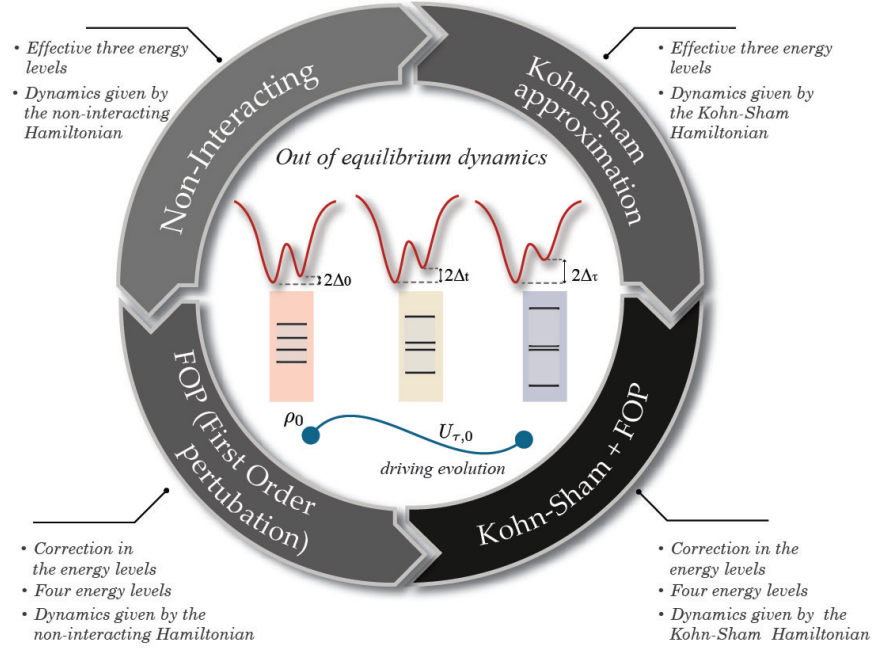 • Effective three energy
levels
• Dynamics given by
the non-interacting
Hamiltonian
Non-Interacting
Kohn-Sham
approximation
• Effective three energy
levels
• Dynamics given by
the Kohn-Sham
Hamiltonian
Out of equilibrium dynamics
2Δ0
2Δt
2Δτ
ρ0
Uτ,0
driving evolution
FOP (First Order
pertubation)
Kohn-Sham + FOP
• Correction in
the energy levels
• Four energy levels
• Dynamics given by the
non-interacting Hamiltonian
• Correction in the
energy levels
• Four energy levels
• Dynamics given by the
Kohn-Sham Hamiltonian